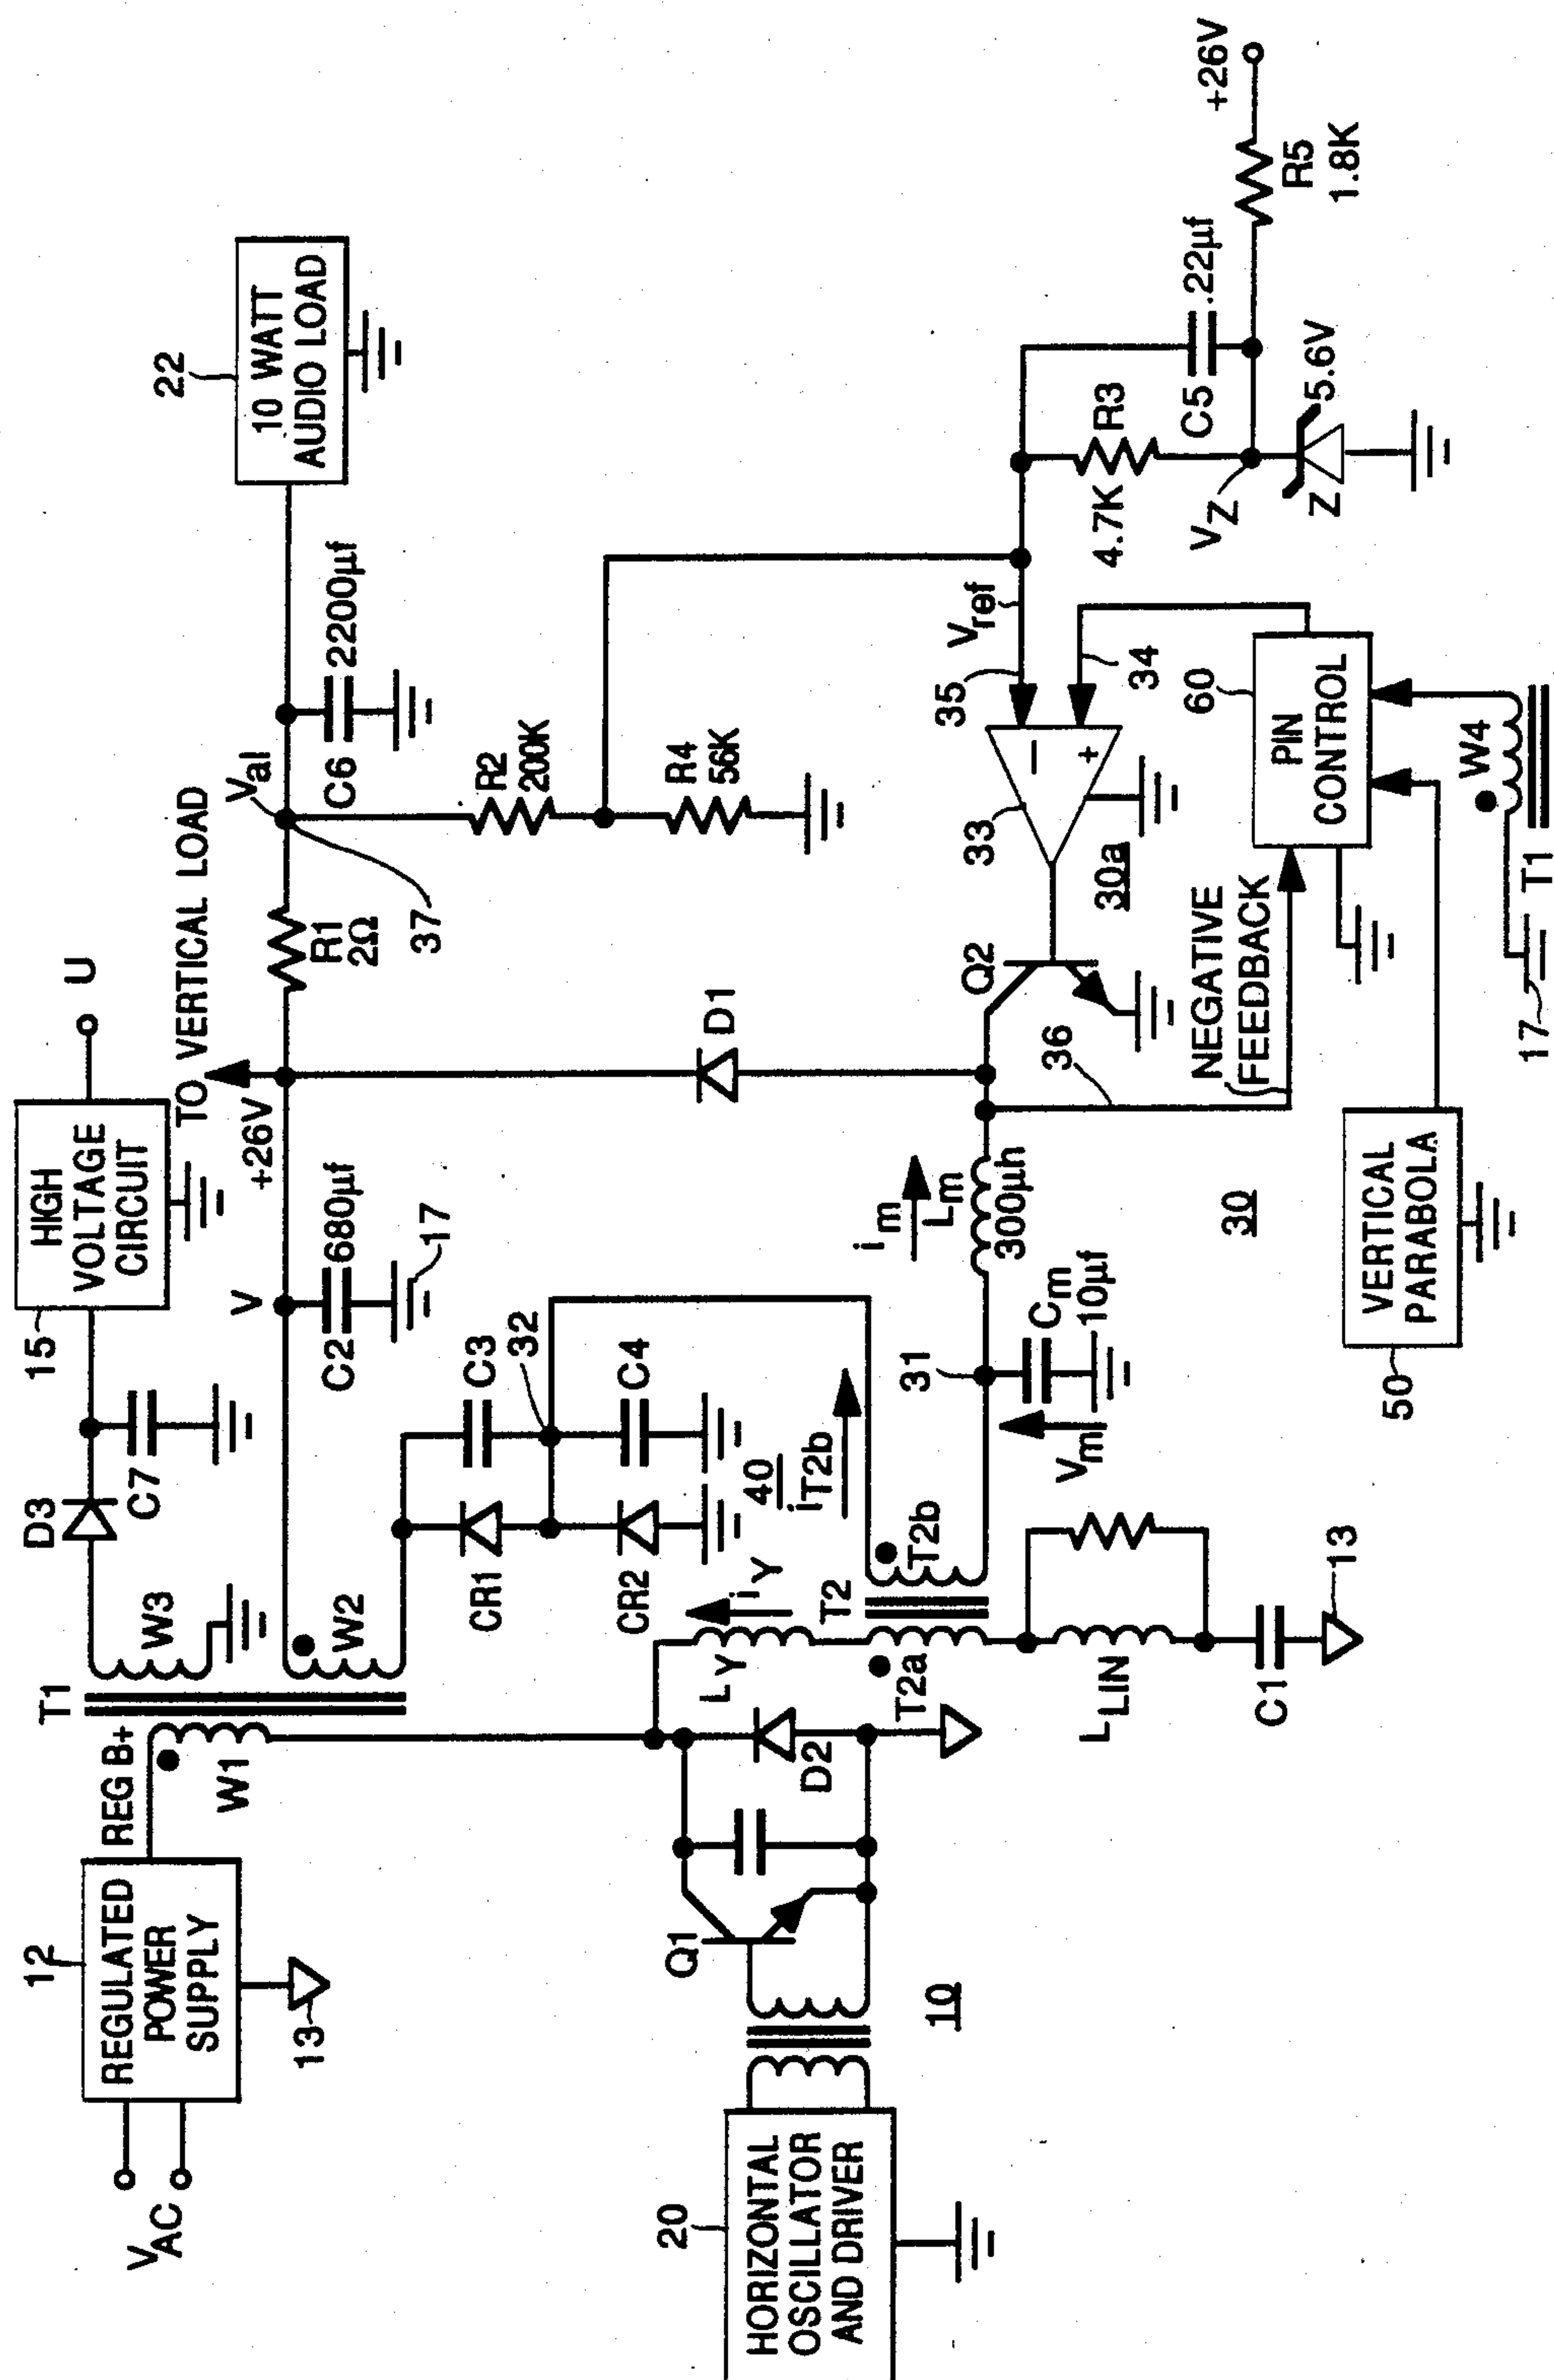 VAC
12
REGULATED
POWER
SUPPLY
13
REG B+
T1
W1
W3
W2
D3
C7
15
HIGH
VOLTAGE
CIRCUIT
U
TO VERTICAL LOAD
V
+26V
C2
680µf
17
R1
2Ω
Val
37
C6
2200µf
22
10 WATT
AUDIO LOAD
CR1
CR2
C3
32
C4
40
iT2b
R2
200K
R4
56K
D1
20
HORIZONTAL
OSCILLATOR
AND DRIVER
10
Q1
D2
LY
iY
T2
T2a
T2b
LLIN
C1
13
31
Vm
Cm
10µf
im
Lm
300µh
30
36
Q2
30a
33
−
+
35
Vref
34
NEGATIVE
FEEDBACK
60
PIN
CONTROL
50
VERTICAL
PARABOLA
17
T1
W4
4.7K
R3
C5
.22µf
VZ
Z
5.6V
R5
1.8K
+26V